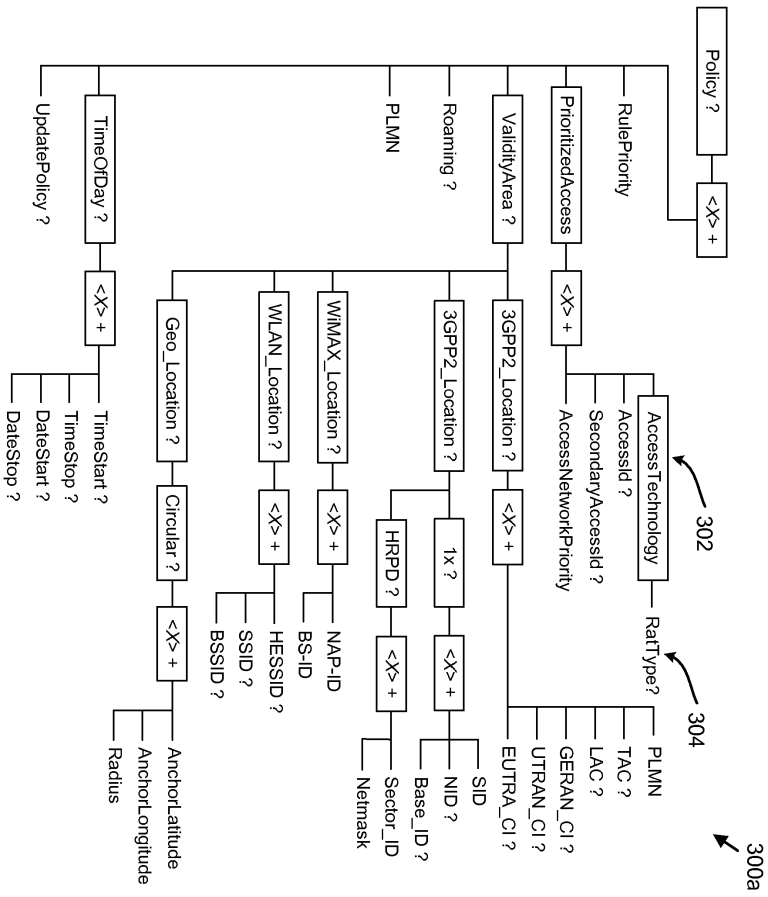 300a
Policy ?
<X> +
RulePriority
PrioritizedAccess
<X> +
AccessTechnology
302
RatType?
304
AccessId ?
SecondaryAccessId ?
AccessNetworkPriority
ValidityArea ?
3GPP2_Location ?
<X> +
PLMN
TAC ?
LAC ?
GERAN_CI ?
UTRAN_CI ?
EUTRA_CI ?
3GPP2_Location ?
1x ?
<X> +
SID
NID ?
Base_ID ?
HRPD ?
<X> +
Sector_ID
Netmask
WiMAX_Location ?
<X> +
NAP-ID
BS-ID
WLAN_Location ?
<X> +
HESSID ?
SSID ?
BSSID ?
Geo_Location ?
Circular ?
<X> +
AnchorLatitude
AnchorLongitude
Radius
Roaming ?
PLMN
TimeOfDay ?
<X> +
TimeStart ?
TimeStop ?
DateStart ?
DateStop ?
UpdatePolicy ?